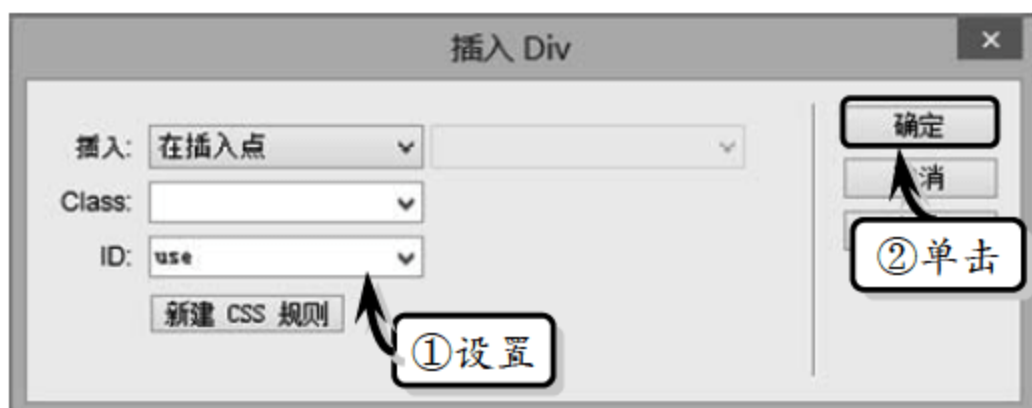 插入 Div
插入: 在插入点
Class:
ID: use
新建 CSS 规则
确定
消
①设置
②单击